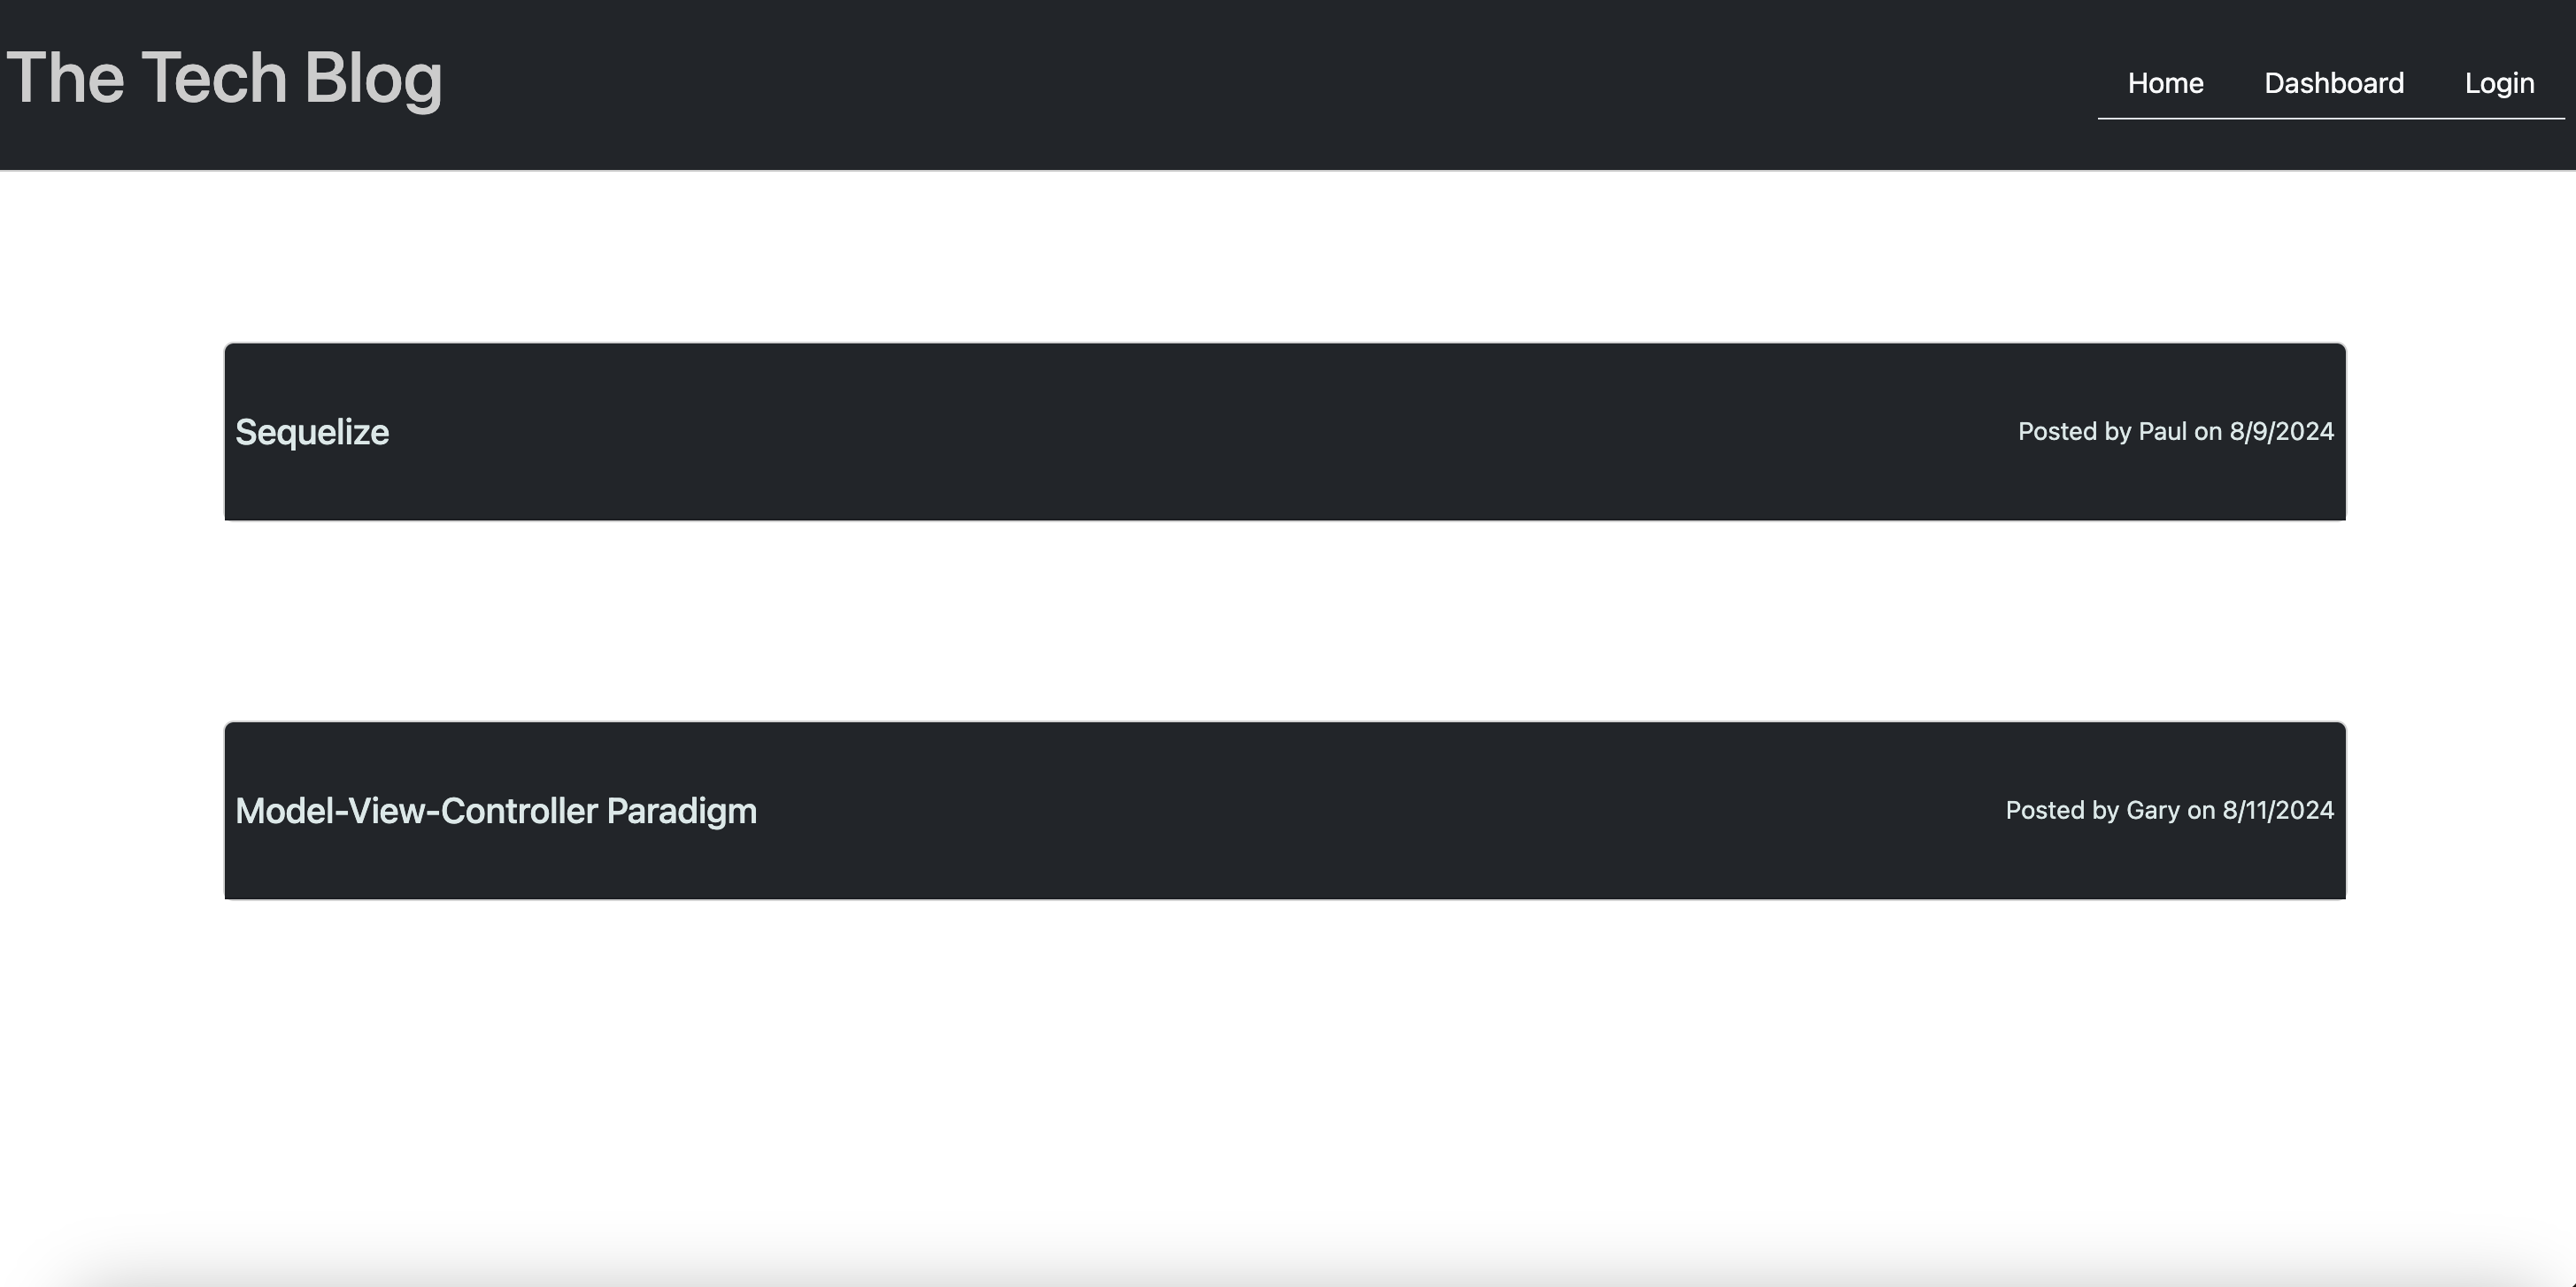 The Tech Blog
Home Dashboard Login
Sequelize Posted by Paul on 8/9/2024
Model-View-Controller Paradigm Posted by Gary on 8/11/2024